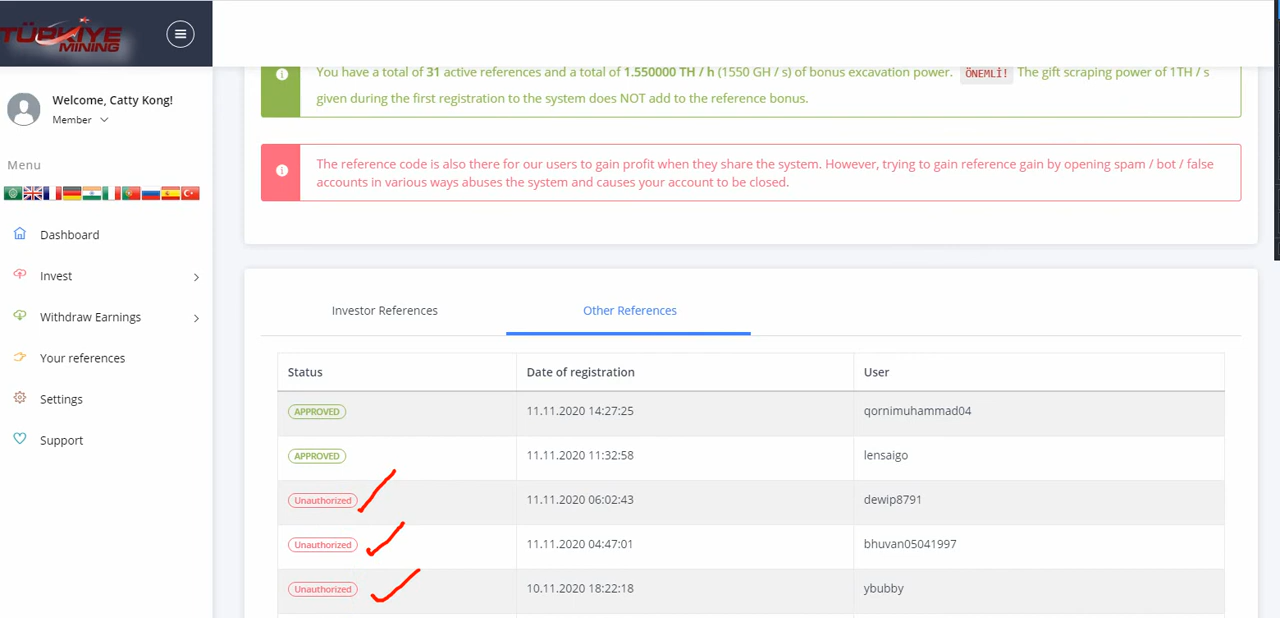 TÜRKİYE
MINING
Welcome, Catty Kong!
Member
Menu
Dashboard
Invest
Withdraw Earnings
Your references
Settings
Support
You have a total of 31 active references and a total of 1.550000 TH / h (1550 GH / s) of bonus excavation power. ÖNEMLİ! The gift scraping power of 1TH / s
given during the first registration to the system does NOT add to the reference bonus.
The reference code is also there for our users to gain profit when they share the system. However, trying to gain reference gain by opening spam / bot / false
accounts in various ways abuses the system and causes your account to be closed.
Investor References Other References
Status Date of registration User
APPROVED 11.11.2020 14:27:25 qornimuhammad04
APPROVED 11.11.2020 11:32:58 lensaigo
Unauthorized 11.11.2020 06:02:43 dewip8791
Unauthorized 11.11.2020 04:47:01 bhuvan05041997
Unauthorized 10.11.2020 18:22:18 ybubby